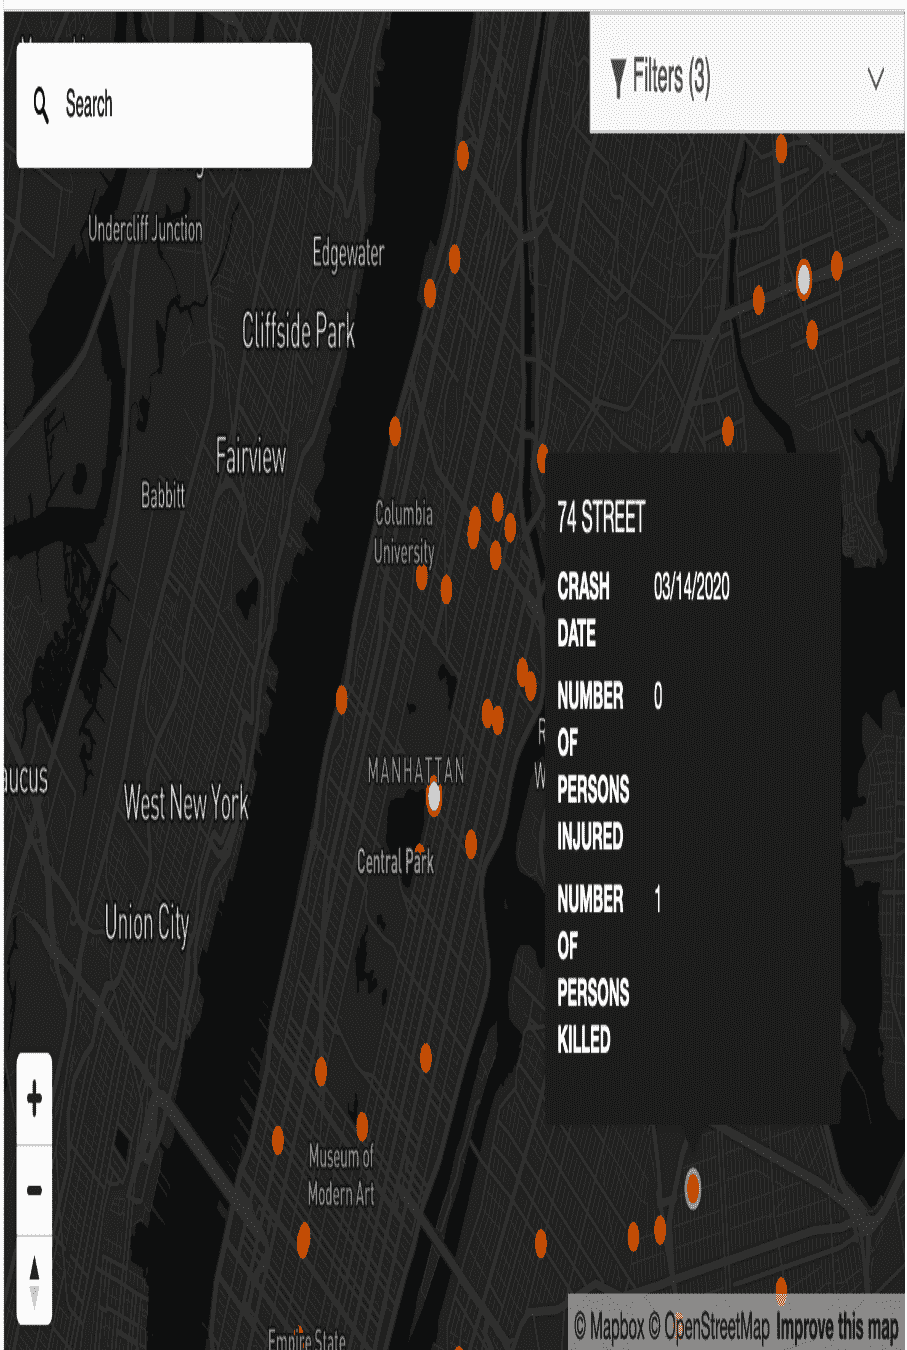 Search
Filters (3)
Undercliff Junction
Edgewater
Cliffside Park
Fairview
Babbitt
Columbia
University
74 STREET
CRASH 03/14/2020
DATE
NUMBER 0
OF
PERSONS
INJURED
NUMBER 1
OF
PERSONS
KILLED
MANHATTAN
aucus
West New York
Central Park
Union City
R
W
Museum of
Modern Art
Empire State
© Mapbox © OpenStreetMap Improve this map